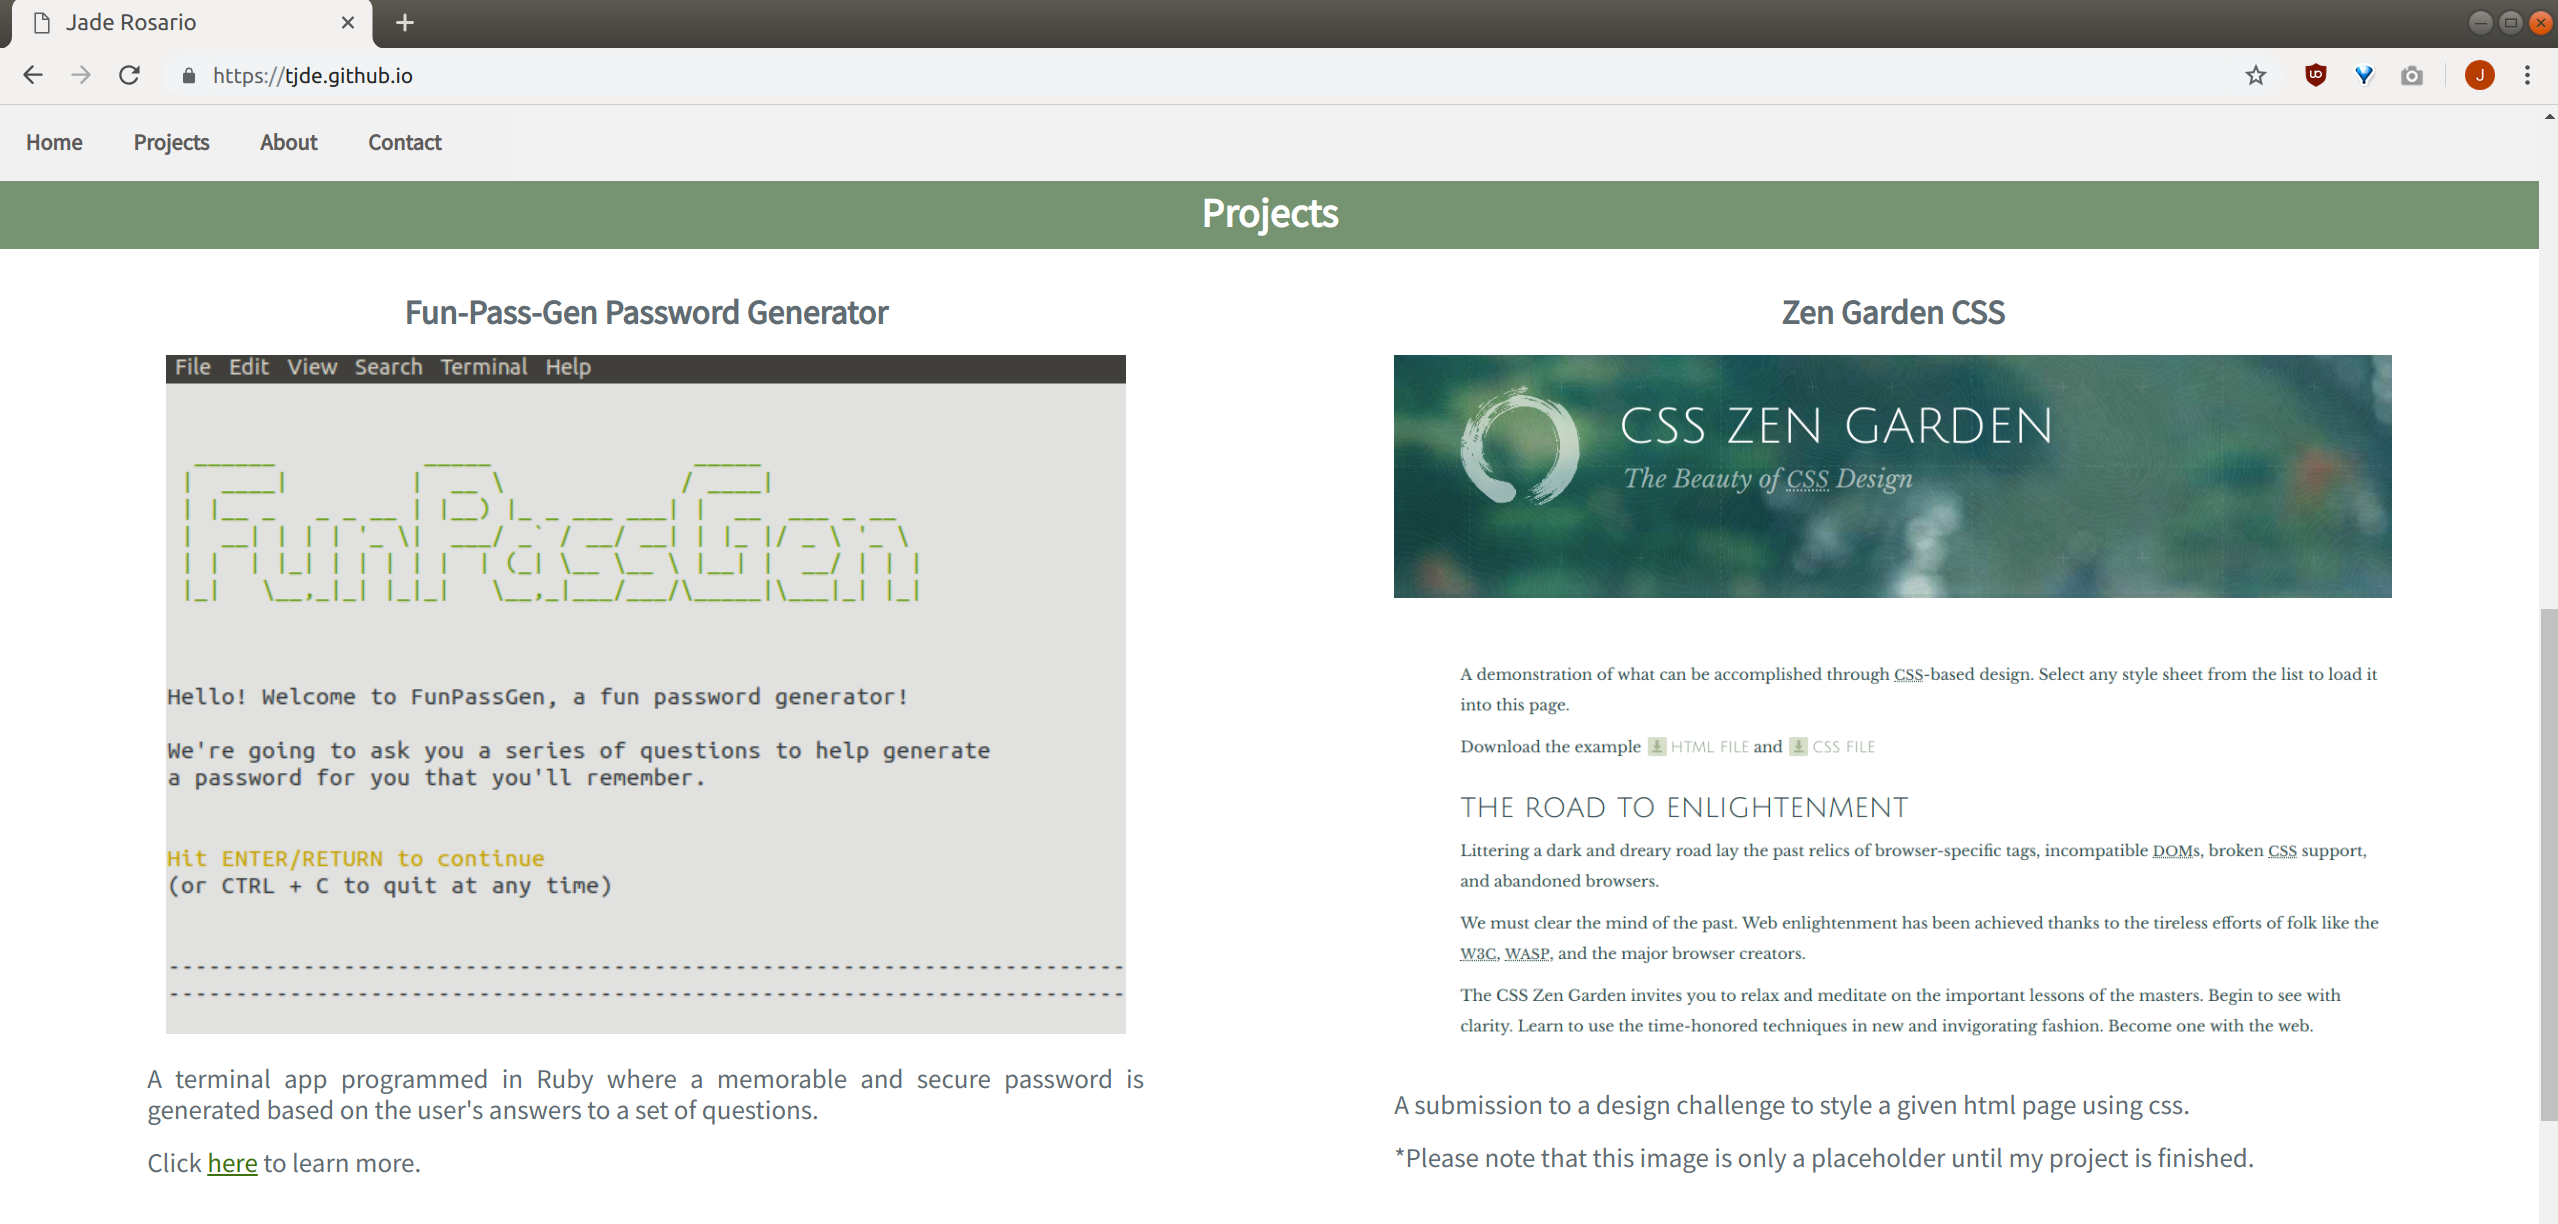 Jade Rosario
https://tjde.github.io
J
Home Projects About Contact
Projects
Fun-Pass-Gen Password Generator
File Edit View Search Terminal Help
FunPassGen
Hello! Welcome to FunPassGen, a fun password generator!
We're going to ask you a series of questions to help generate
a password for you that you'll remember.
Hit ENTER/RETURN to continue
(or CTRL + C to quit at any time)
A terminal app programmed in Ruby where a memorable and secure password is
generated based on the user's answers to a set of questions.
Click here to learn more.
Zen Garden CSS
CSS ZEN GARDEN
The Beauty of CSS Design
A demonstration of what can be accomplished through CSS-based design. Select any style sheet from the list to load it
into this page.
Download the example HTML FILE and CSS FILE
THE ROAD TO ENLIGHTENMENT
Littering a dark and dreary road lay the past relics of browser-specific tags, incompatible DOMs, broken CSS support,
and abandoned browsers.
We must clear the mind of the past. Web enlightenment has been achieved thanks to the tireless efforts of folk like the
W3C, WASP, and the major browser creators.
The CSS Zen Garden invites you to relax and meditate on the important lessons of the masters. Begin to see with
clarity. Learn to use the time-honored techniques in new and invigorating fashion. Become one with the web.
A submission to a design challenge to style a given html page using css.
*Please note that this image is only a placeholder until my project is finished.